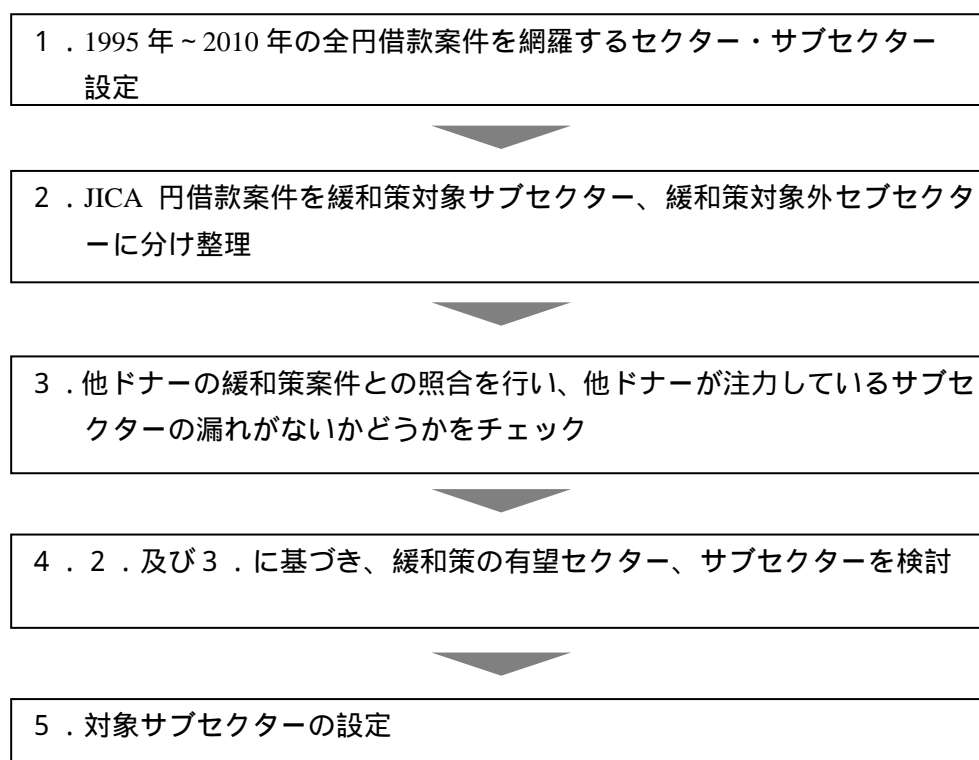 １．1995年~2010年の全円借款案件を網羅するセクター・サブセクター
設定
２．JICA 円借款案件を緩和策対象サブセクター、緩和策対象外セブセクタ
ーに分け整理
３．他ドナーの緩和策案件との照合を行い、他ドナーが注力しているサブセ
クターの漏れがないかどうかをチェック
４．２．及び３．に基づき、緩和策の有望セクター、サブセクターを検討
５．対象サブセクターの設定